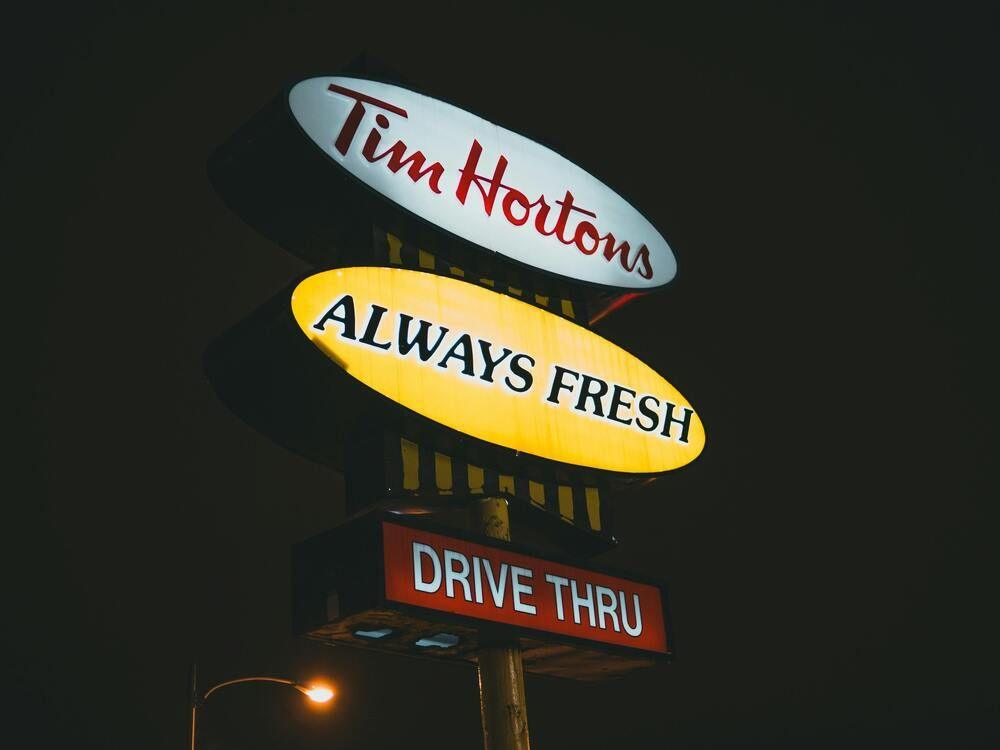 Tim Hortons
ALWAYS FRESH
DRIVE THRU